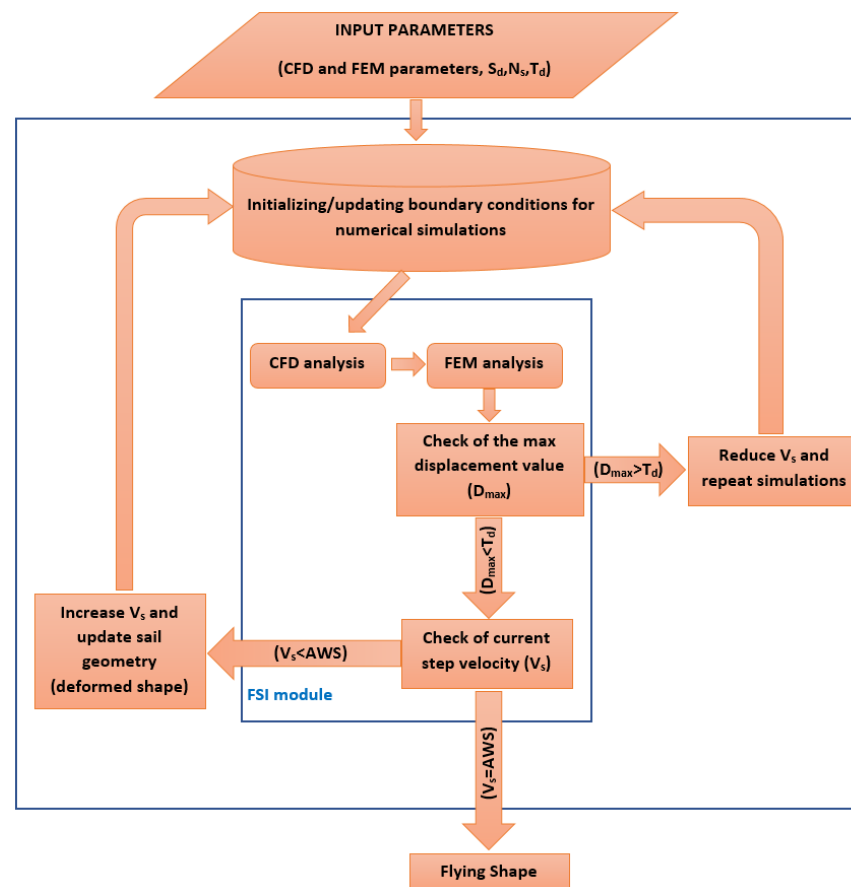 INPUT PARAMETERS
(CFD and FEM parameters, Sd,Ns,Td)
Initializing/updating boundary conditions for
numerical simulations
CFD analysis
FEM analysis
Check of the max
displacement value
(Dmax)
(Dmax>Td)
Reduce Vs and
repeat simulations
(Dmax<Td)
Check of current
step velocity (Vs)
(Vs<AWS)
Increase Vs and
update sail
geometry
(deformed shape)
FSI module
(Vs=AWS)
Flying Shape